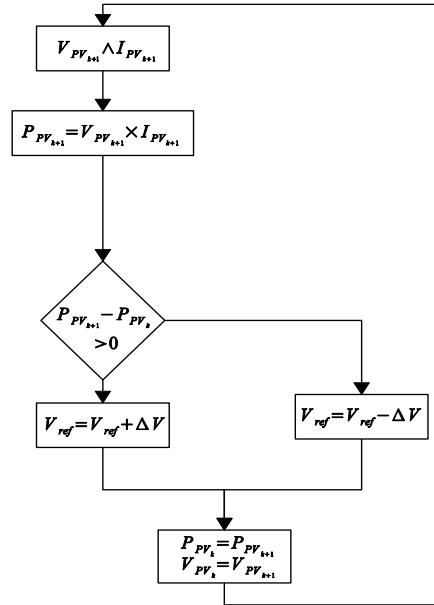 V_{PV_{k+1}} ∧ I_{PV_{k+1}}
P_{PV_{k+1}} = V_{PV_{k+1}} × I_{PV_{k+1}}
P_{PV_{k+1}} − P_{PV_k}
>0
V_{ref} = V_{ref} + Δ V
V_{ref} = V_{ref} − Δ V
P_{PV_k} = P_{PV_{k+1}}
V_{PV_k} = V_{PV_{k+1}}